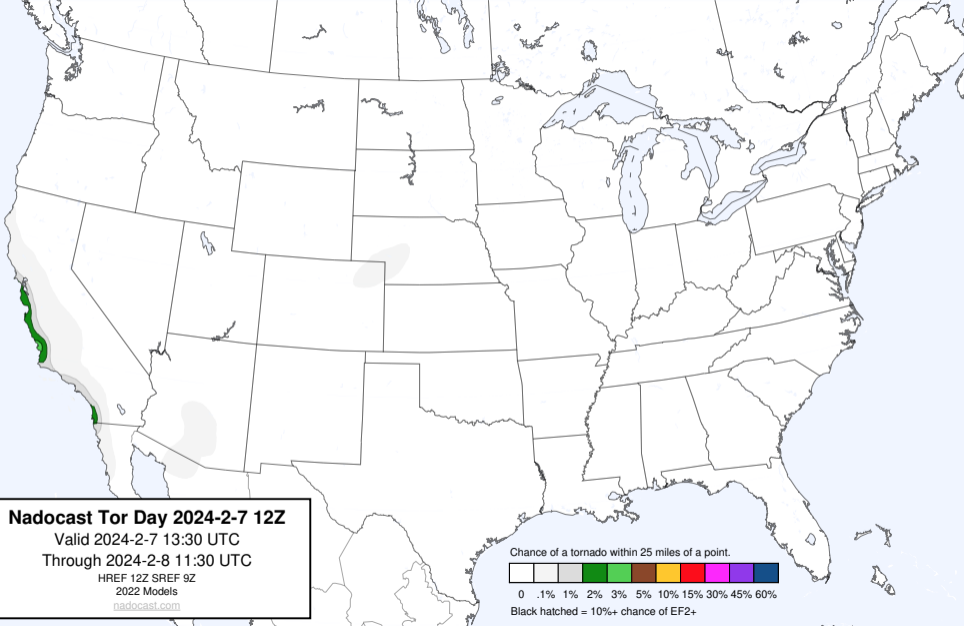 Nadocast Tor Day 2024-2-7 12Z
Valid 2024-2-7 13:30 UTC
Through 2024-2-8 11:30 UTC
HREF 12Z SREF 9Z
2022 Models
nadocast.com
Chance of a tornado within 25 miles of a point.
0 .1% 1% 2% 3% 5% 10% 15% 30% 45% 60%
Black hatched = 10%+ chance of EF2+